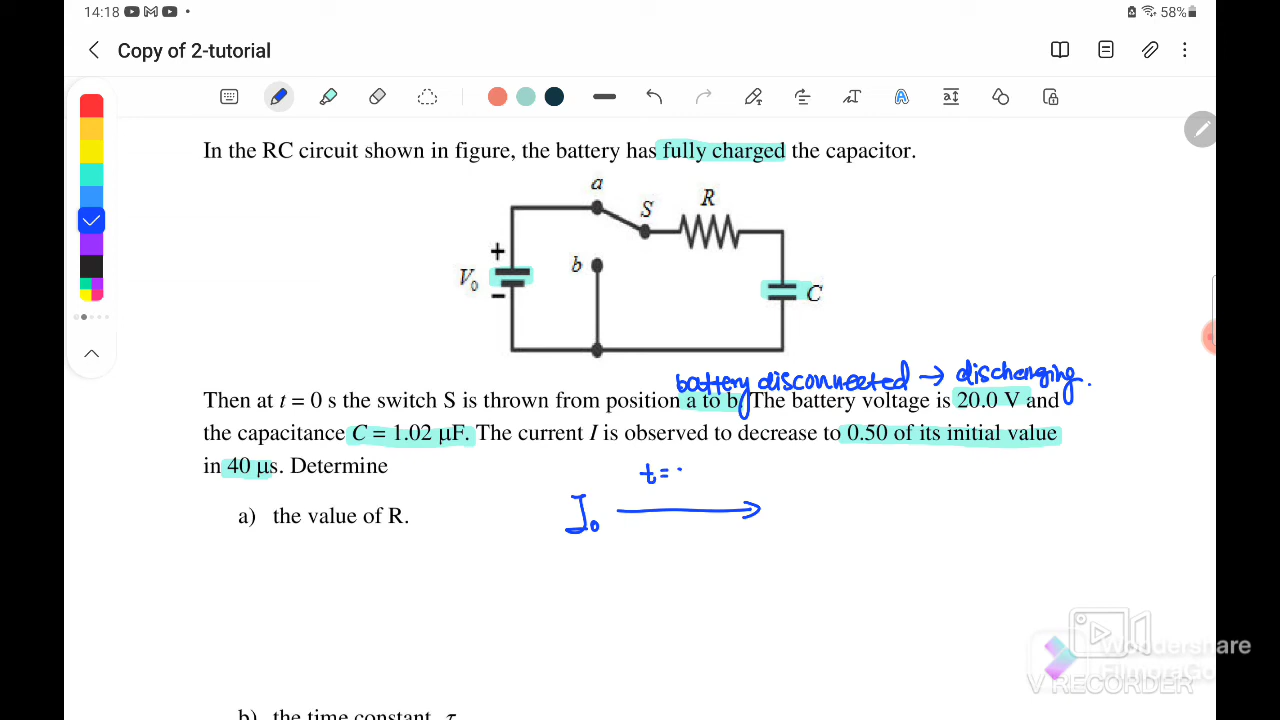 14:18
58%
Copy of 2-tutorial
In the RC circuit shown in figure, the battery has fully charged the capacitor.
a
S
R
+
b
V0
−
C
battery disconnected → discharging.
Then at t = 0 s the switch S is thrown from position a to b. The battery voltage is 20.0 V and
the capacitance C = 1.02 μF. The current I is observed to decrease to 0.50 of its initial value
in 40 μs. Determine
t =
a) the value of R.
I0
Wondershare
FilmoraGo
V RECORDER
b) the time constant, τ